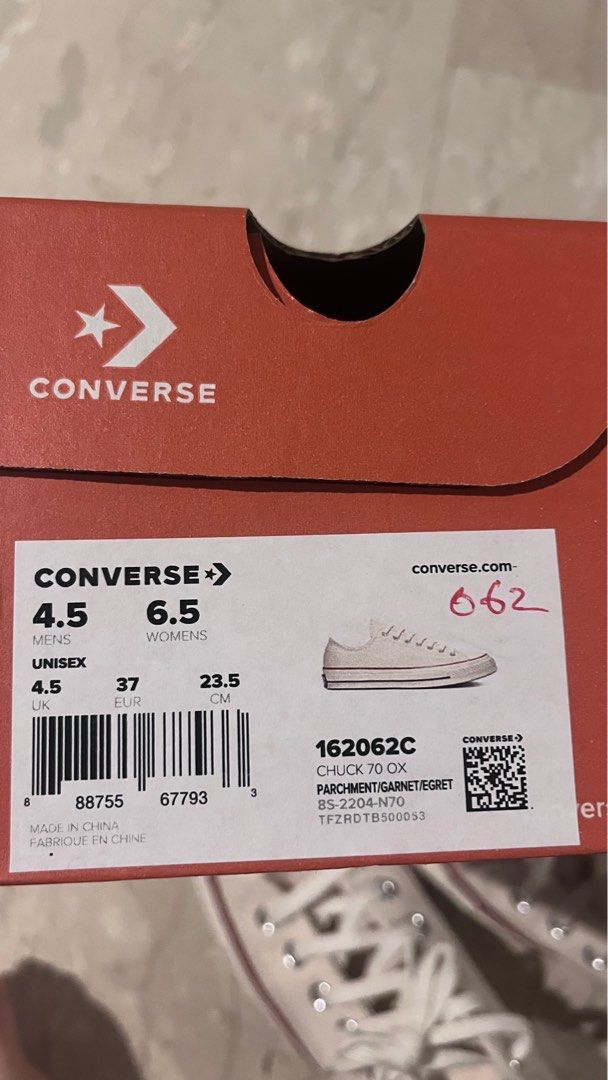 CONVERSE
CONVERSE
converse.com
062
4.5 6.5
MENS WOMENS
UNISEX
4.5 37 23.5
UK EUR CM
8 88755 67793 3
MADE IN CHINA
FABRIQUE EN CHINE
162062C
CHUCK 70 OX
PARCHMENT/GARNET/EGRET
8S-2204-N70
TFZRDTB500053
CONVERSE
ver